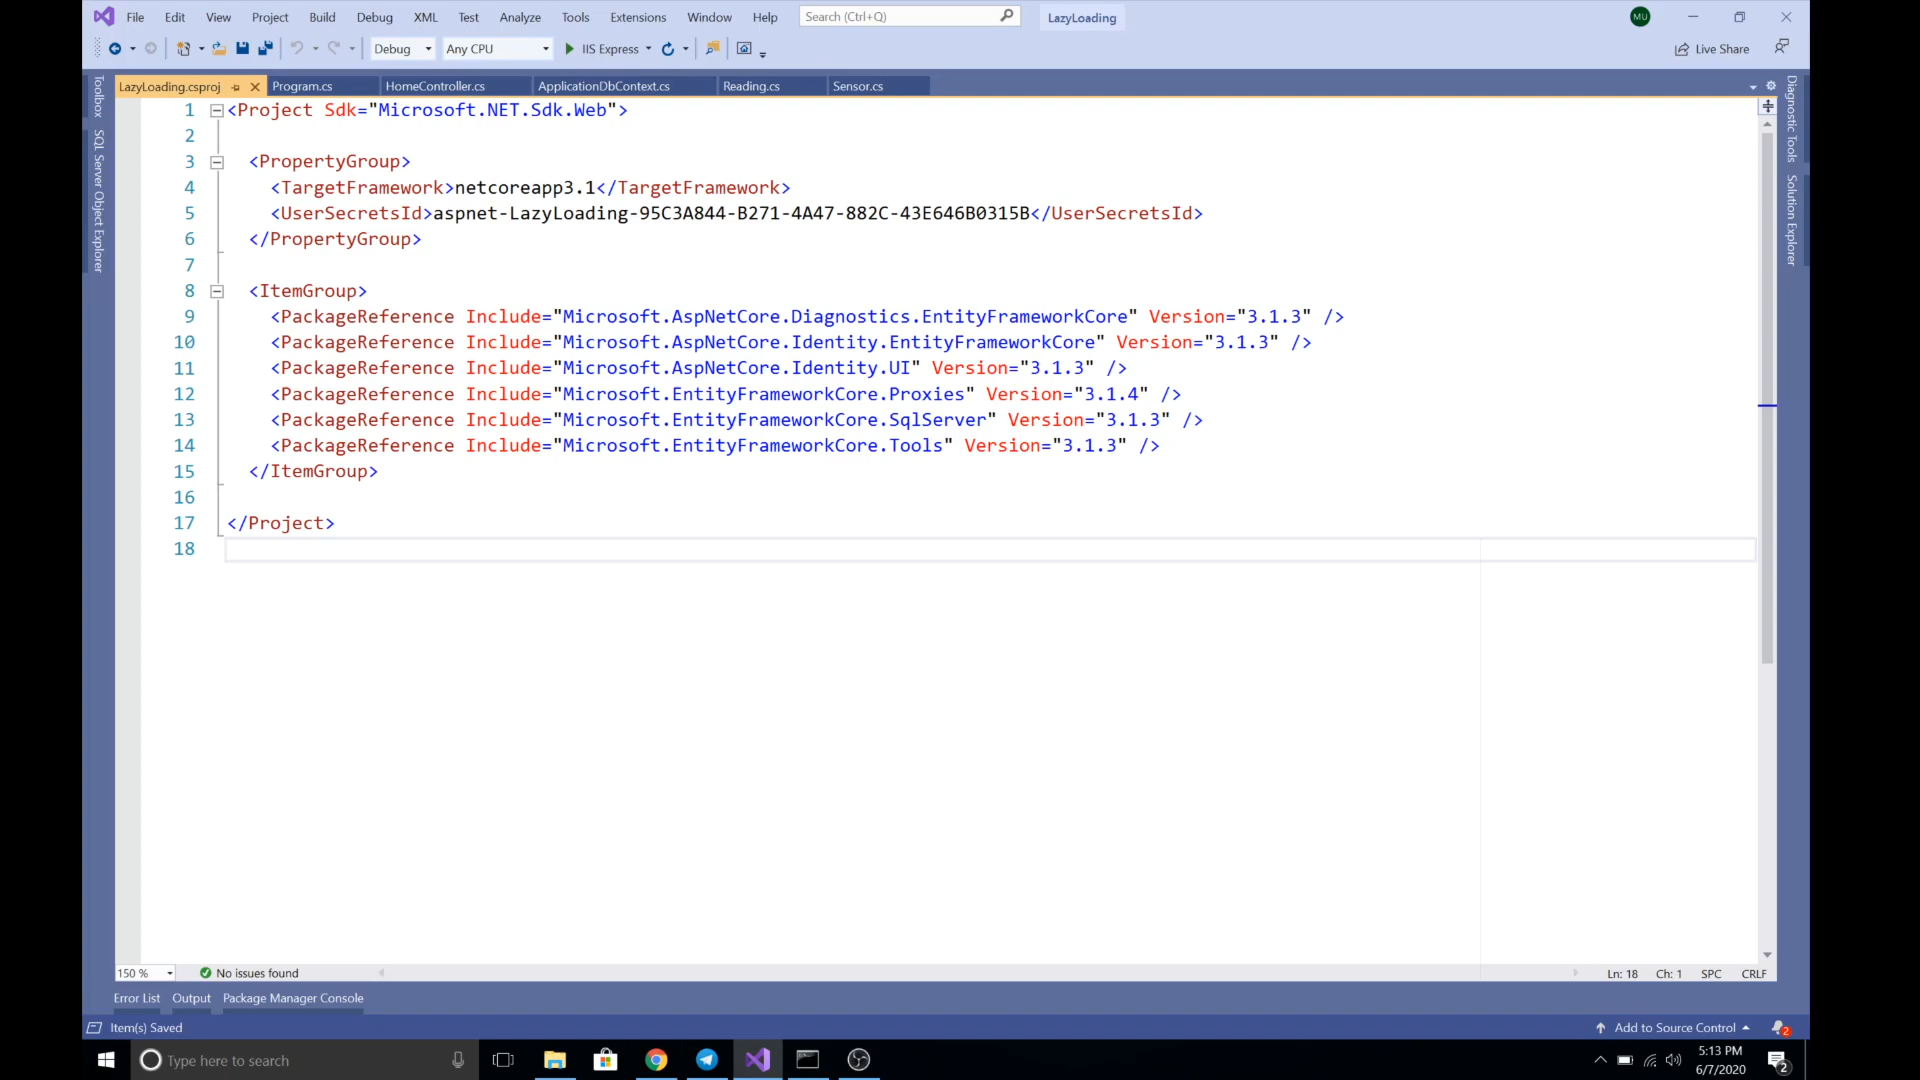 File Edit View Project Build Debug XML Test Analyze Tools Extensions Window Help Search (Ctrl+Q) LazyLoading MU
Debug Any CPU IIS Express Live Share
LazyLoading.csproj Program.cs HomeController.cs ApplicationDbContext.cs Reading.cs Sensor.cs
Toolbox
SQL Server Object Explorer
1 <Project Sdk="Microsoft.NET.Sdk.Web">
2
3 <PropertyGroup>
4 <TargetFramework>netcoreapp3.1</TargetFramework>
5 <UserSecretsId>aspnet-LazyLoading-95C3A844-B271-4A47-882C-43E646B0315B</UserSecretsId>
6 </PropertyGroup>
7
8 <ItemGroup>
9 <PackageReference Include="Microsoft.AspNetCore.Diagnostics.EntityFrameworkCore" Version="3.1.3" />
10 <PackageReference Include="Microsoft.AspNetCore.Identity.EntityFrameworkCore" Version="3.1.3" />
11 <PackageReference Include="Microsoft.AspNetCore.Identity.UI" Version="3.1.3" />
12 <PackageReference Include="Microsoft.EntityFrameworkCore.Proxies" Version="3.1.4" />
13 <PackageReference Include="Microsoft.EntityFrameworkCore.SqlServer" Version="3.1.3" />
14 <PackageReference Include="Microsoft.EntityFrameworkCore.Tools" Version="3.1.3" />
15 </ItemGroup>
16
17 </Project>
18
Diagnostic Tools
Solution Explorer
150 % No issues found Ln: 18 Ch: 1 SPC CRLF
Error List Output Package Manager Console
Item(s) Saved Add to Source Control 2
Type here to search 5:13 PM
6/7/2020 2